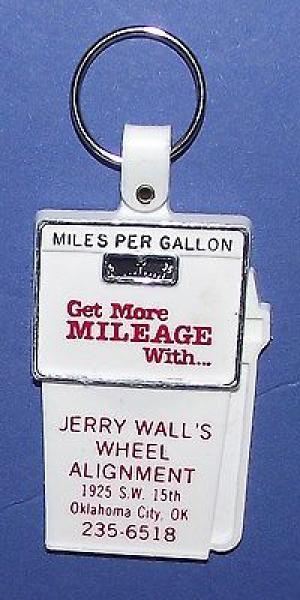 MILES PER GALLON
Get More
MILEAGE
With...
JERRY WALL'S
WHEEL
ALIGNMENT
1925 S.W. 15th
Oklahoma City, OK
235-6518